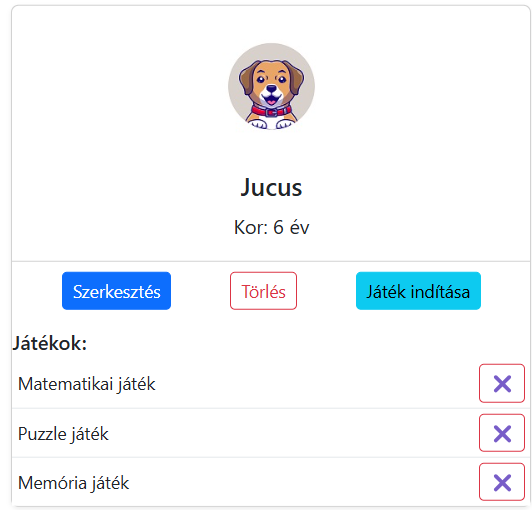 Jucus
Kor: 6 év
Szerkesztés Törlés Játék indítása
Játékok:
Matematikai játék
Puzzle játék
Memória játék